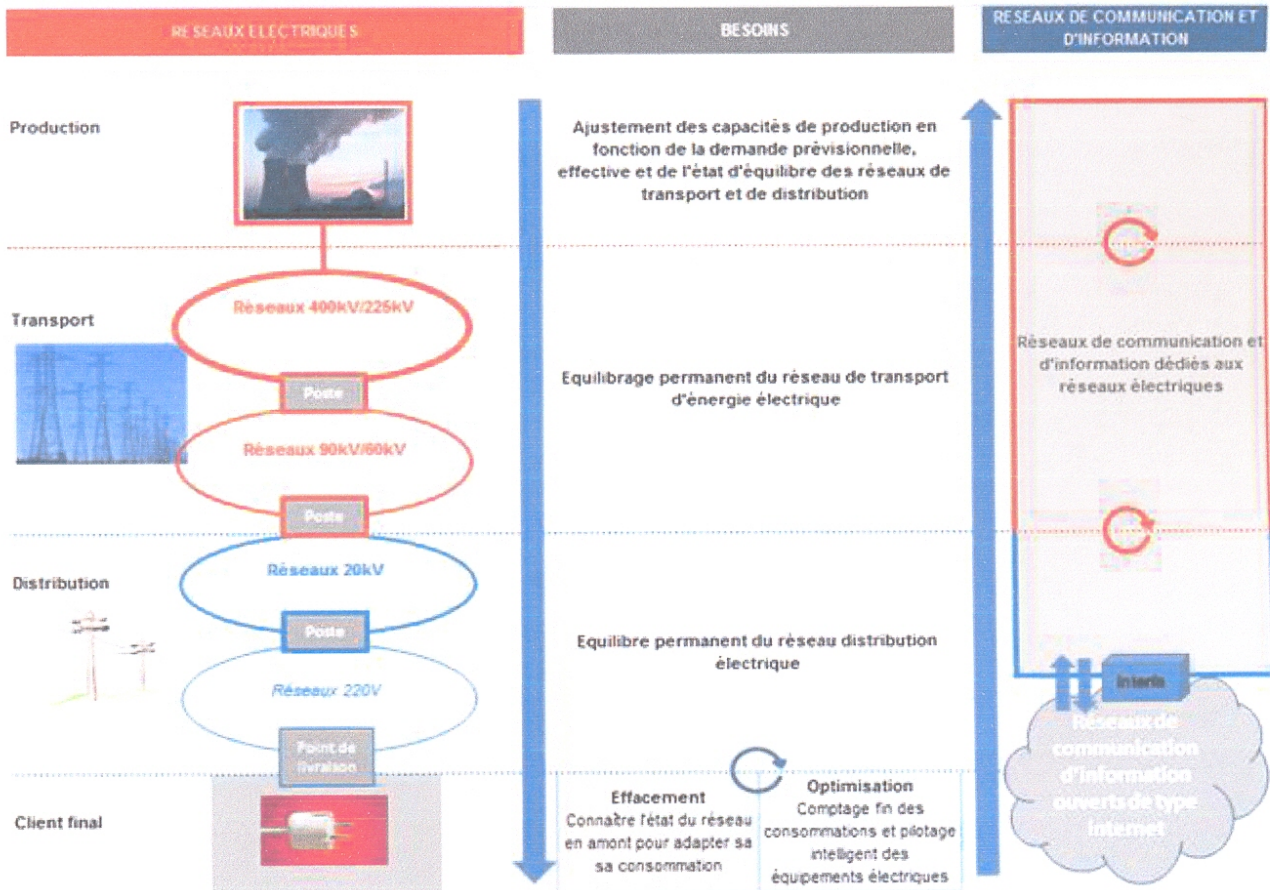 RESEAUX ELECTRIQUES
BESOINS
RESEAUX DE COMMUNICATION ET
D'INFORMATION
Production
Ajustement des capacités de production en
fonction de la demande prévisionnelle,
effective et de l'état d'équilibre des réseaux de
transport et de distribution
Transport
Réseaux 400kV/225kV
Poste
Réseaux 90kV/60kV
Poste
Equilibrage permanent du réseau de transport
d'énergie électrique
Réseaux de communication et
d'information dédiés aux
réseaux électriques
Distribution
Réseaux 20kV
Poste
Réseaux 220V
Point de
livraison
Equilibre permanent du réseau distribution
électrique
Réseaux de
communication
d'information
ouverts de type
Internet
Client final
Effacement
Connaître l'état du réseau
en amont pour adapter sa
sa consommation
Optimisation
Comptage fin des
consommations et pilotage
intelligent des
équipements électriques